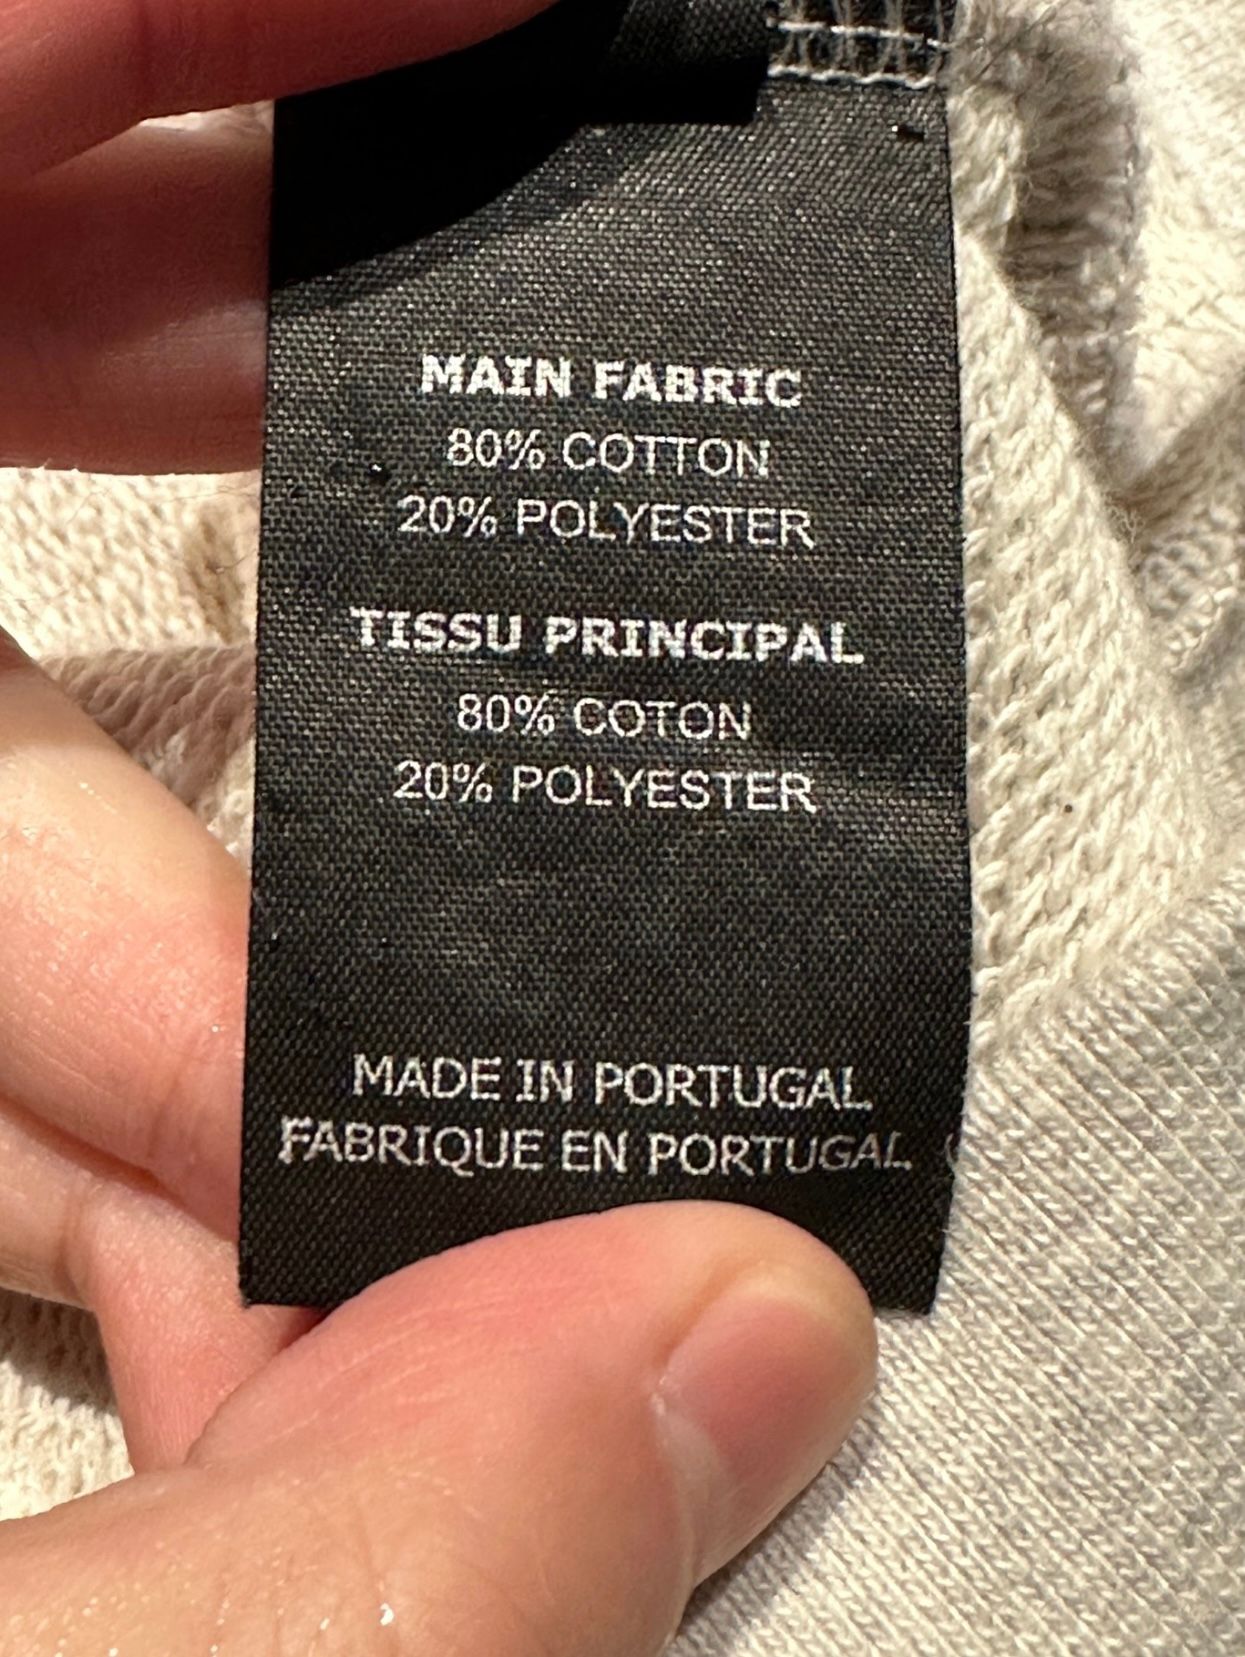 MAIN FABRIC
80% COTTON
20% POLYESTER
TISSU PRINCIPAL
80% COTON
20% POLYESTER
MADE IN PORTUGAL
FABRIQUE EN PORTUGAL